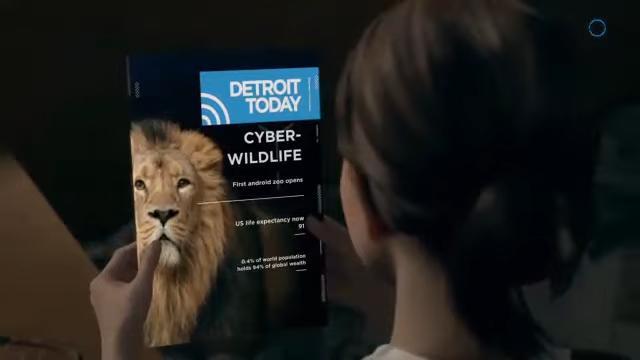 DETROIT
TODAY
CYBER-
WILDLIFE
First android zoo opens
US life expectancy now
91
0.4% of world population
holds 94% of global wealth